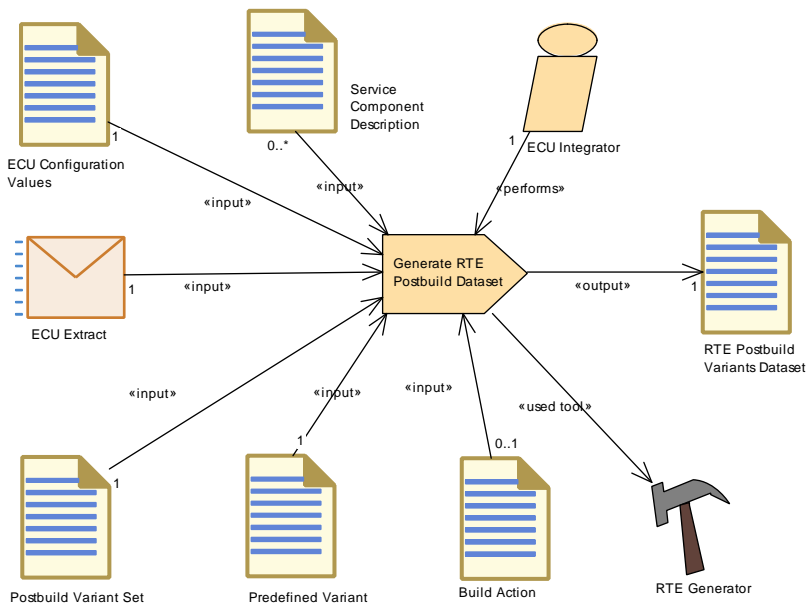 Service
Component
Description
1
0..*
1
ECU Integrator
ECU Configuration
Values
«input»
«input»
«performs»
Generate RTE
Postbuild Dataset
1
«input»
«output»
1
ECU Extract
RTE Postbuild
Variants Dataset
«input»
«input»
«input»
«used tool»
1
1
0..1
Postbuild Variant Set
Predefined Variant
Build Action
RTE Generator